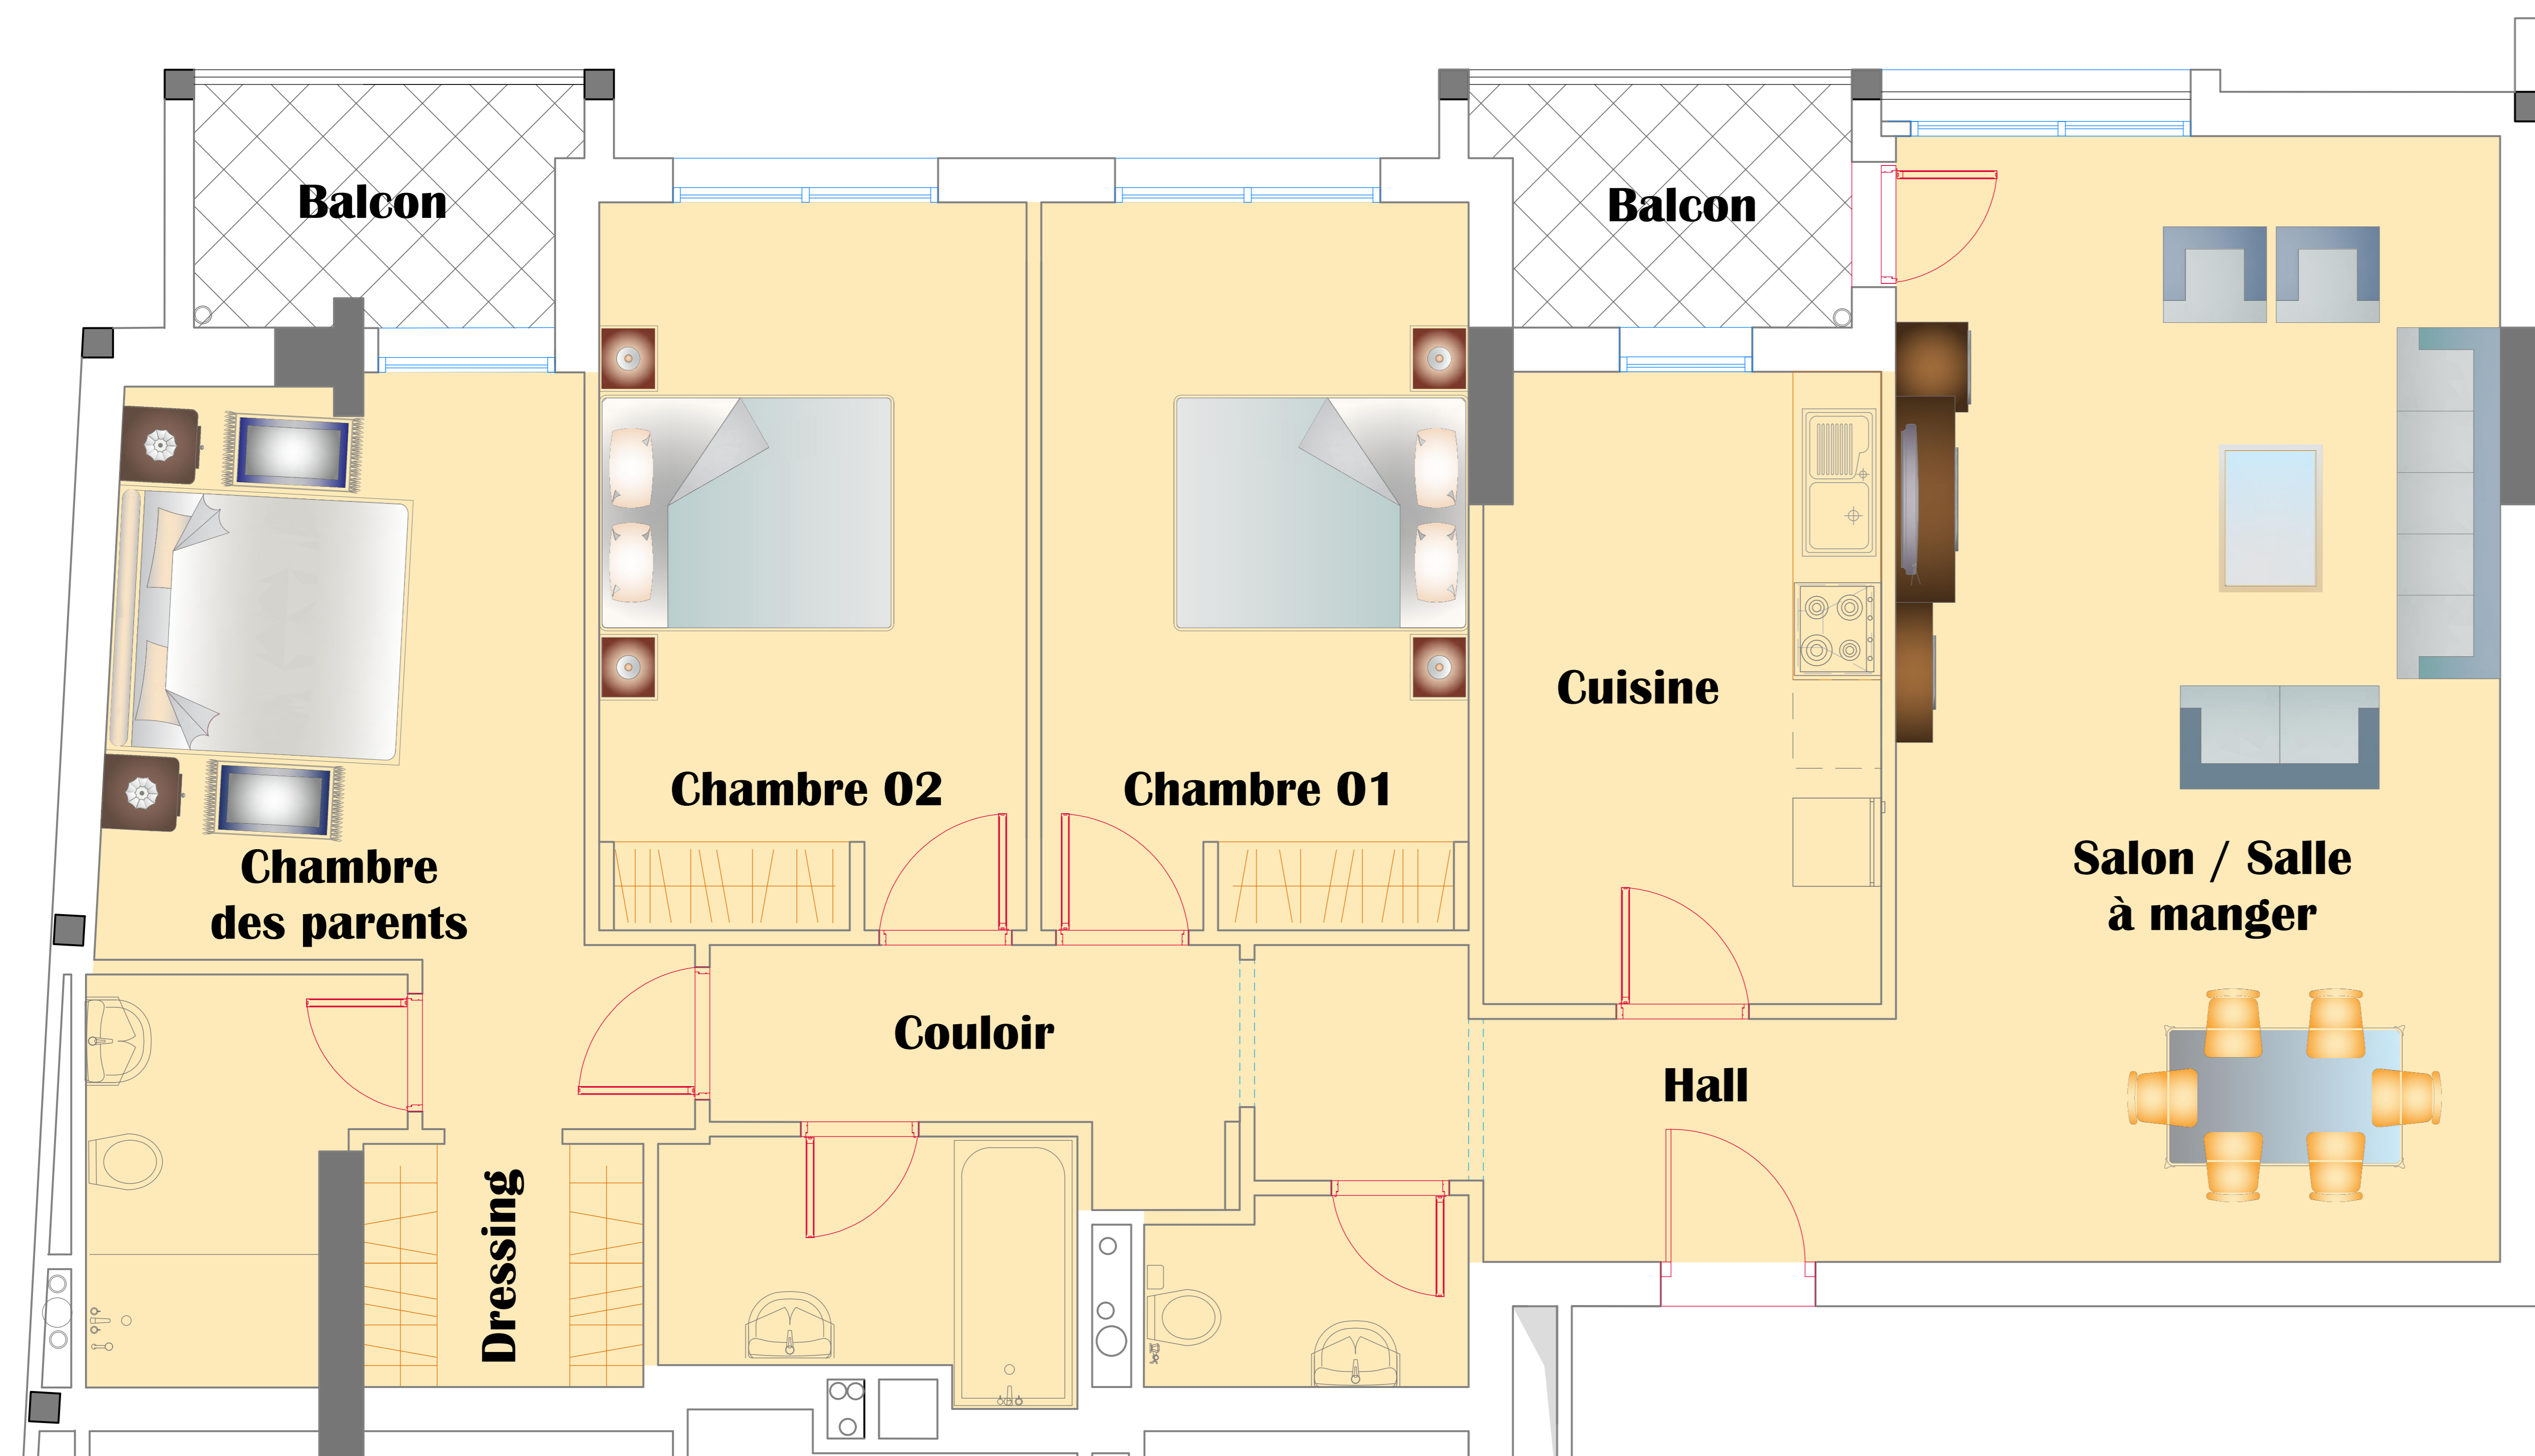 Balcon
Balcon
Cuisine
Chambre 02
Chambre 01
Chambre
des parents
Salon / Salle
à manger
Couloir
Hall
Dressing